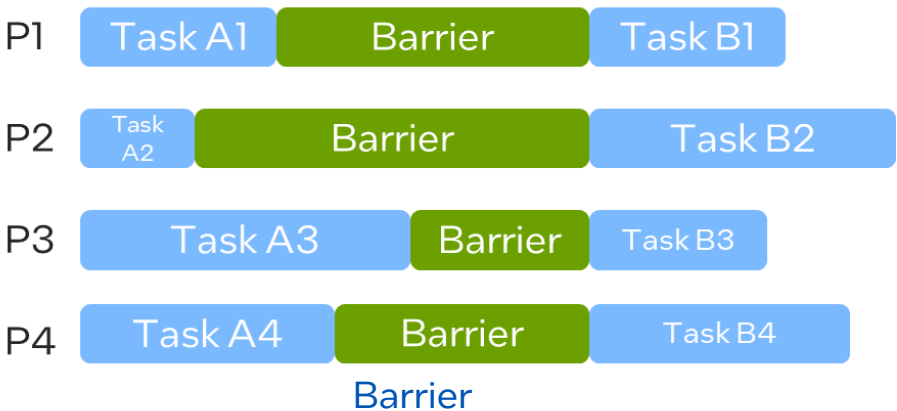 P1 Task A1 Barrier Task B1
P2 Task A2 Barrier Task B2
P3 Task A3 Barrier Task B3
P4 Task A4 Barrier Task B4
Barrier